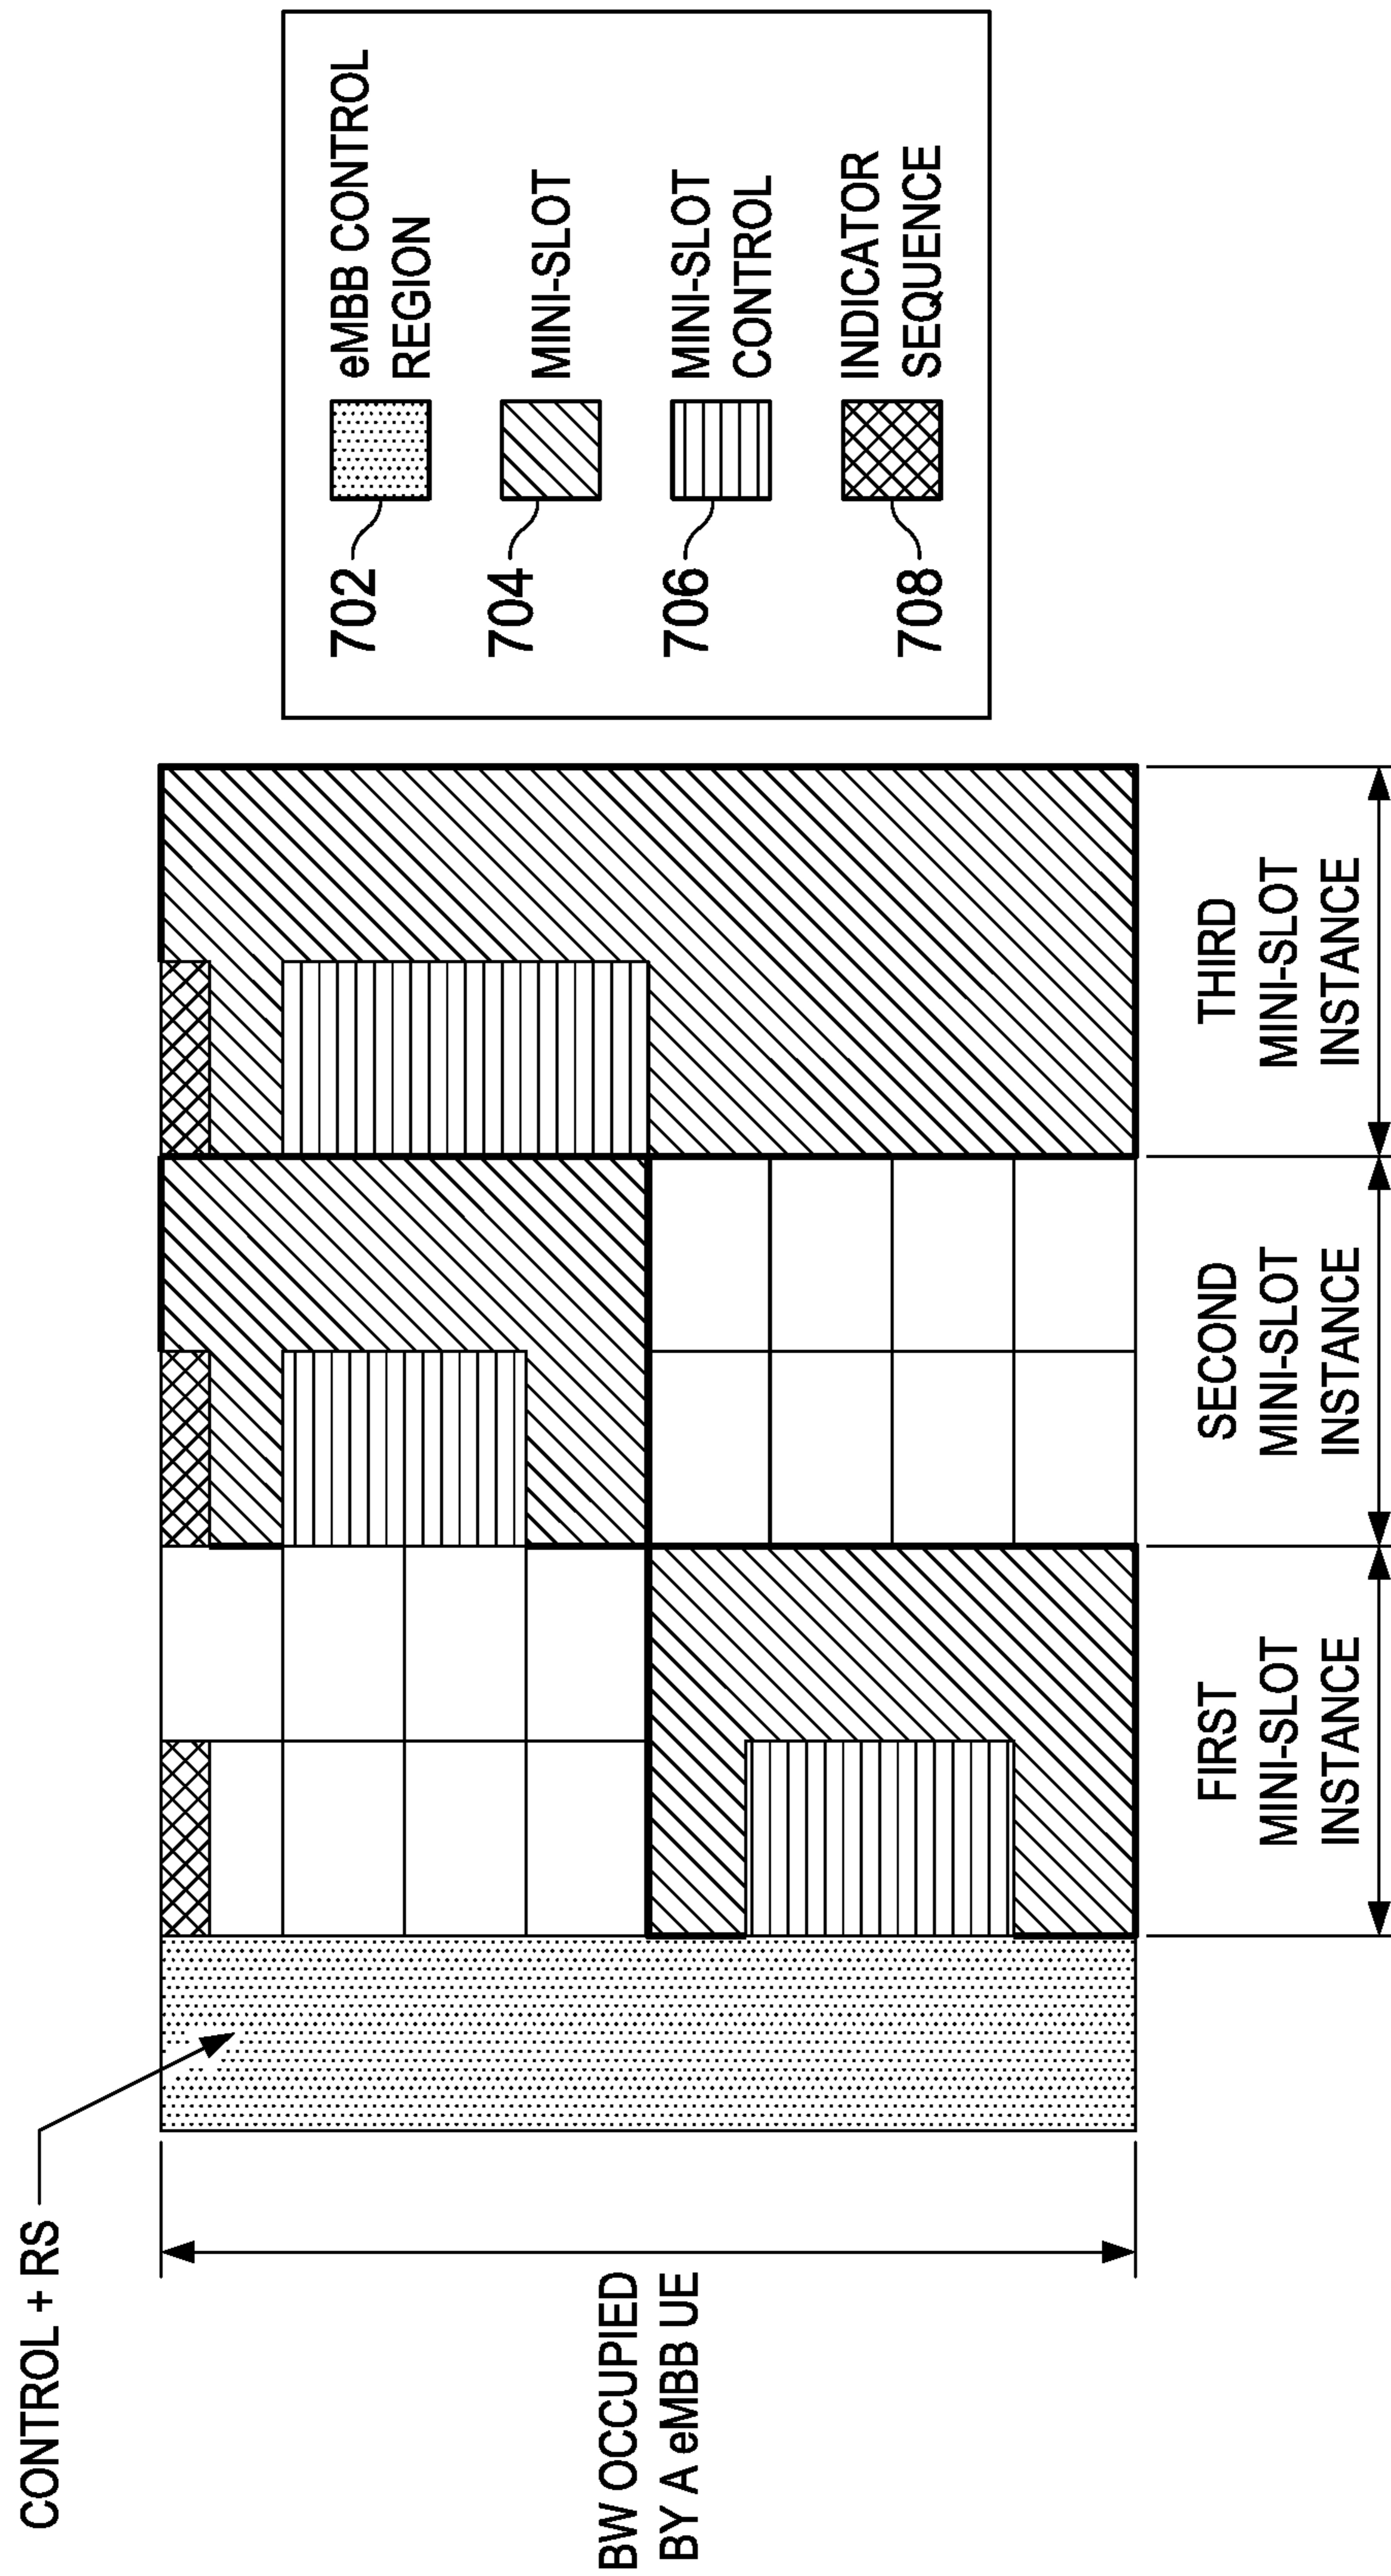 CONTROL + RS
BW OCCUPIED
BY A eMBB UE
FIRST
MINI-SLOT
INSTANCE
SECOND
MINI-SLOT
INSTANCE
THIRD
MINI-SLOT
INSTANCE
702
eMBB CONTROL
REGION
704
MINI-SLOT
706
MINI-SLOT
CONTROL
708
INDICATOR
SEQUENCE